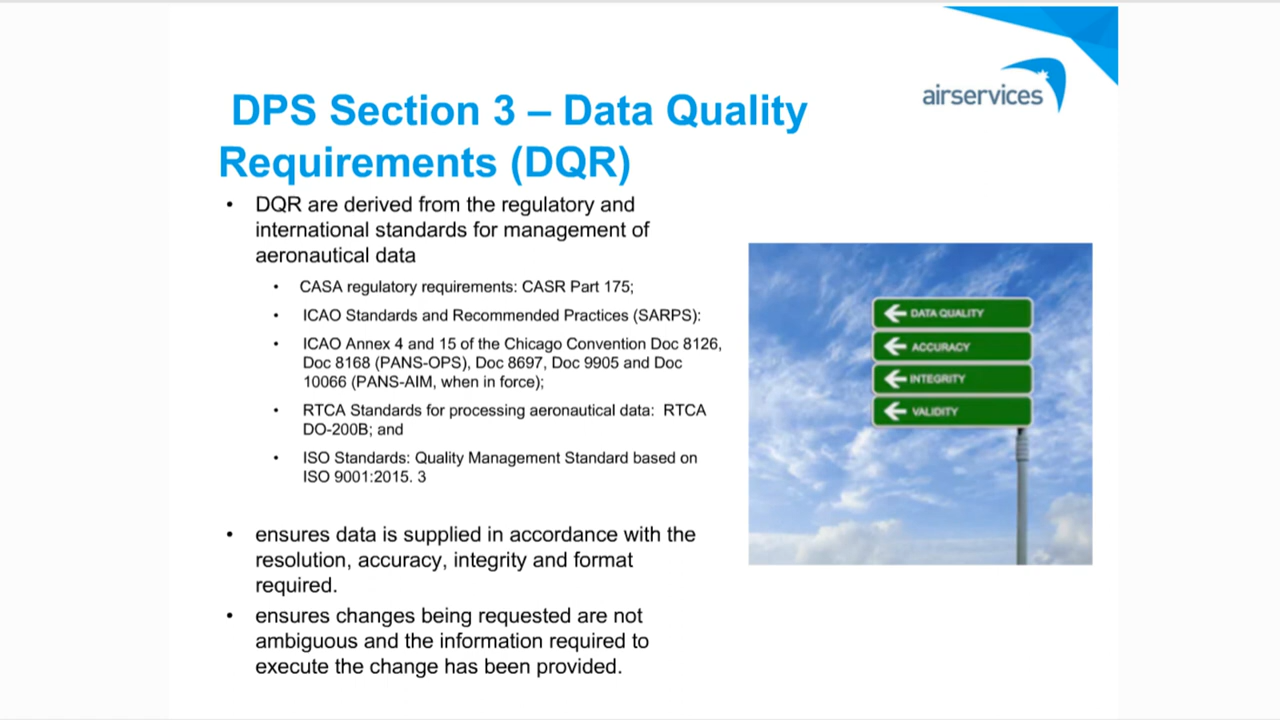 airservices
DPS Section 3 – Data Quality
Requirements (DQR)
• DQR are derived from the regulatory and
international standards for management of
aeronautical data
• CASA regulatory requirements: CASR Part 175;
• ICAO Standards and Recommended Practices (SARPS):
• ICAO Annex 4 and 15 of the Chicago Convention Doc 8126,
Doc 8168 (PANS-OPS), Doc 8697, Doc 9905 and Doc
10066 (PANS-AIM, when in force);
• RTCA Standards for processing aeronautical data: RTCA
DO-200B; and
• ISO Standards: Quality Management Standard based on
ISO 9001:2015. 3
• ensures data is supplied in accordance with the
resolution, accuracy, integrity and format
required.
• ensures changes being requested are not
ambiguous and the information required to
execute the change has been provided.
DATA QUALITY
ACCURACY
INTEGRITY
VALIDITY